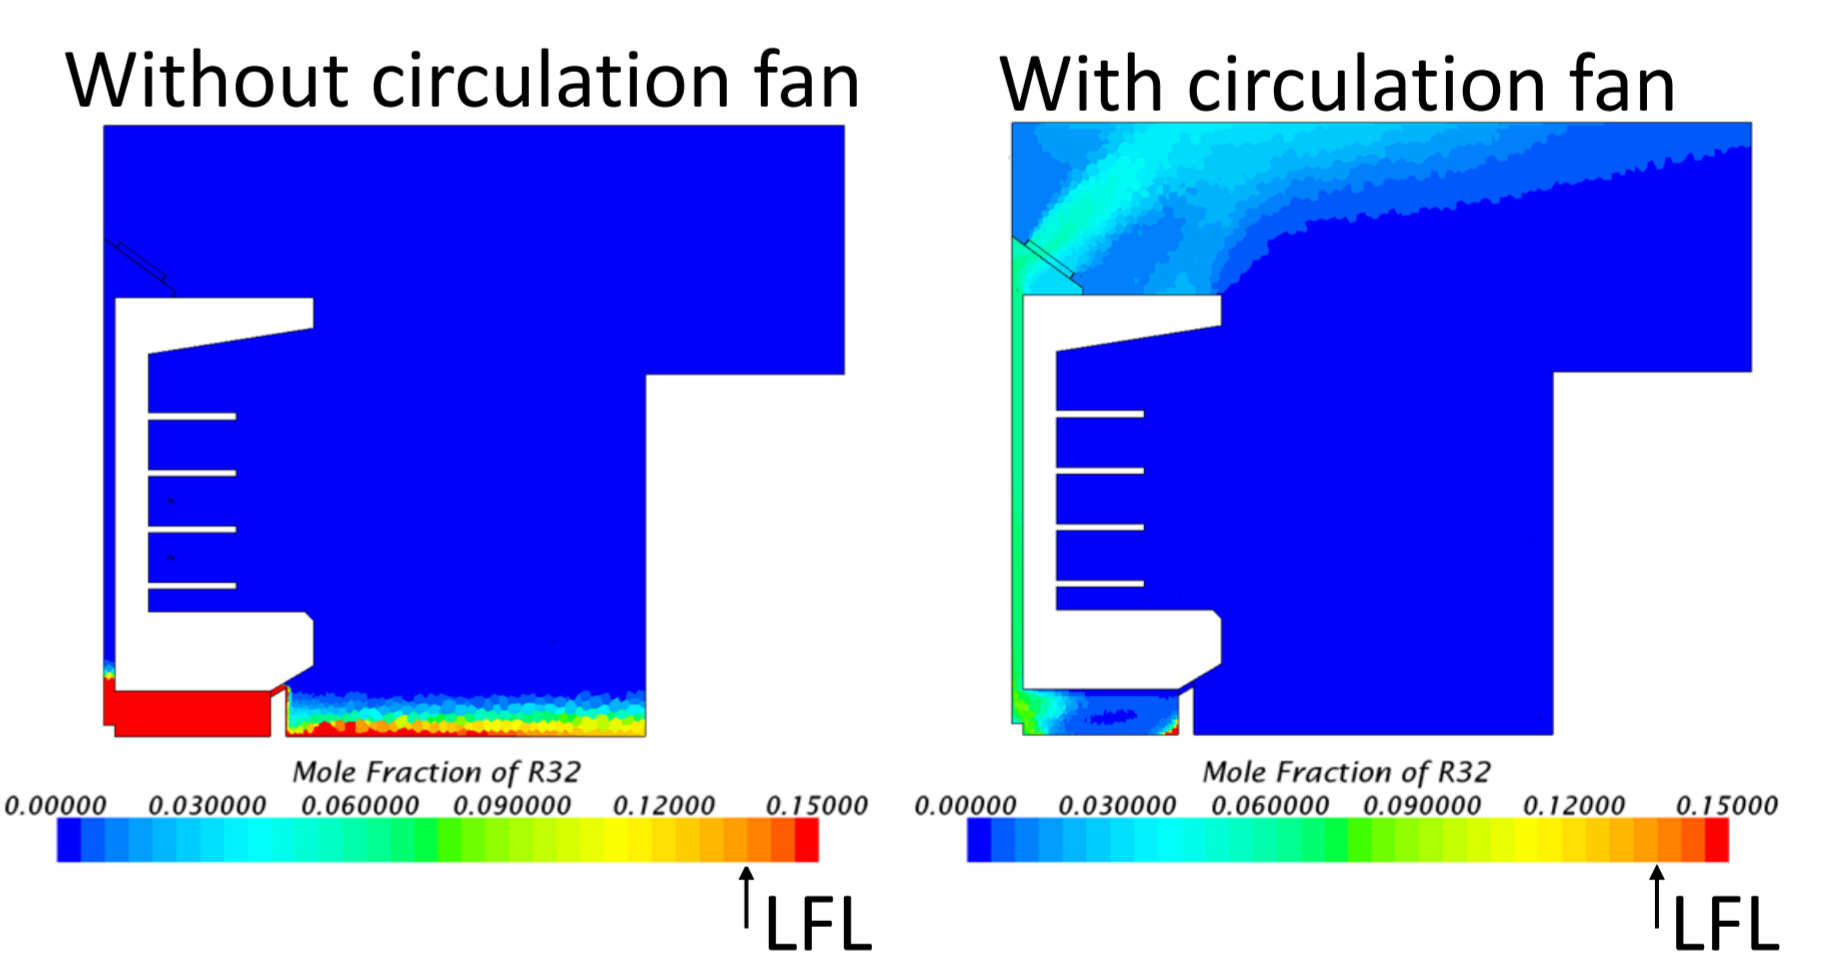 Without circulation fan
With circulation fan
Mole Fraction of R32
0.00000 0.030000 0.060000 0.090000 0.12000 0.15000
LFL
Mole Fraction of R32
0.00000 0.030000 0.060000 0.090000 0.12000 0.15000
LFL